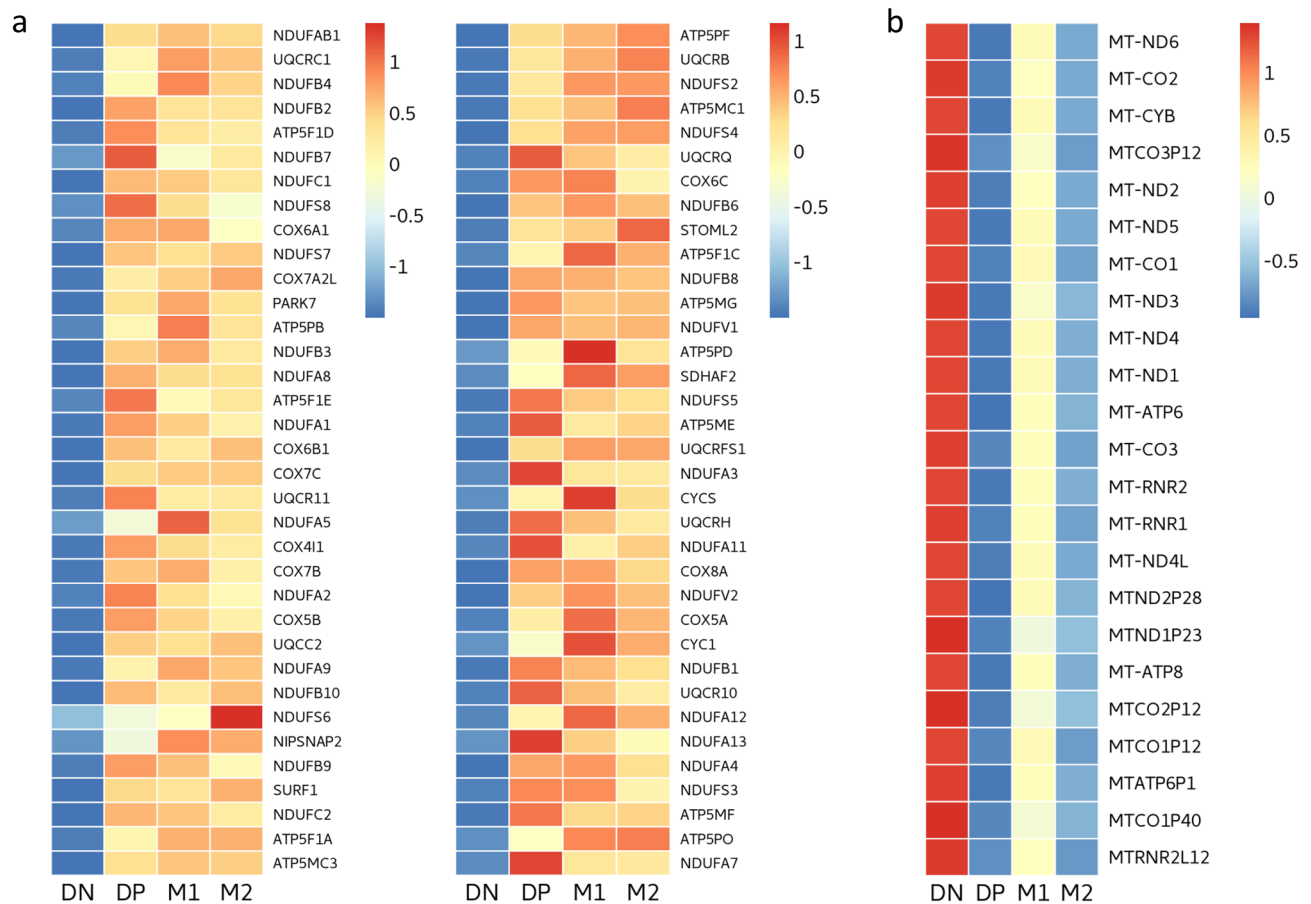 a
NDUFAB1
UQCRC1
NDUFB4
NDUFB2
ATP5F1D
NDUFB7
NDUFC1
NDUFS8
COX6A1
NDUFS7
COX7A2L
PARK7
ATP5PB
NDUFB3
NDUFA8
ATP5F1E
NDUFA1
COX6B1
COX7C
UQCR11
NDUFA5
COX4I1
COX7B
NDUFA2
COX5B
UQCC2
NDUFA9
NDUFB10
NDUFS6
NIPSNAP2
NDUFB9
SURF1
NDUFC2
ATP5F1A
ATP5MC3
DN DP M1 M2
1
0.5
0
-0.5
-1
ATP5PF
UQCRB
NDUFS2
ATP5MC1
NDUFS4
UQCRQ
COX6C
NDUFB6
STOML2
ATP5F1C
NDUFB8
ATP5MG
NDUFV1
ATP5PD
SDHAF2
NDUFS5
ATP5ME
UQCRFS1
NDUFA3
CYCS
UQCRH
NDUFA11
COX8A
NDUFV2
COX5A
CYC1
NDUFB1
UQCR10
NDUFA12
NDUFA13
NDUFA4
NDUFS3
ATP5MF
ATP5PO
NDUFA7
DN DP M1 M2
1
0.5
0
-0.5
-1
b
MT-ND6
MT-CO2
MT-CYB
MTCO3P12
MT-ND2
MT-ND5
MT-CO1
MT-ND3
MT-ND4
MT-ND1
MT-ATP6
MT-CO3
MT-RNR2
MT-RNR1
MT-ND4L
MTND2P28
MTND1P23
MT-ATP8
MTCO2P12
MTCO1P12
MTATP6P1
MTCO1P40
MTRNR2L12
DN DP M1 M2
1
0.5
0
-0.5